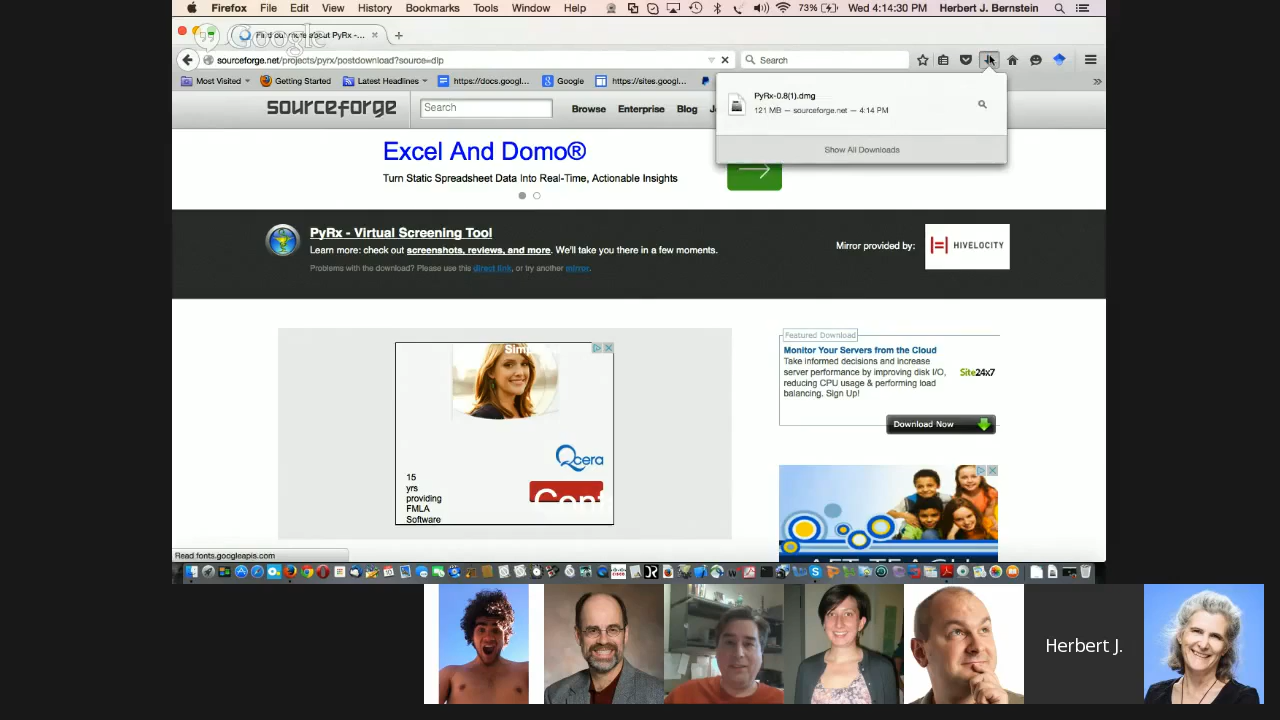 Firefox File Edit View History Bookmarks Tools Window Help 73% Wed 4:14:30 PM Herbert J. Bernstein
Google
Find out more about PyRx -...
sourceforge.net/projects/pyrx/postdownload?source=dlp
Search
Most Visited Getting Started Latest Headlines https://docs.googl... Google https://sites.googl...
PyRx-0.8(1).dmg
121 MB — sourceforge.net — 4:14 PM
Show All Downloads
sourceforge Search Browse Enterprise Blog
Excel And Domo®
Turn Static Spreadsheet Data Into Real-Time, Actionable Insights
PyRx - Virtual Screening Tool
Learn more: check out screenshots, reviews, and more. We'll take you there in a few moments.
Problems with the download? Please use this direct link, or try another mirror.
Mirror provided by:
HIVELOCITY
Qcera
15
yrs
providing
FMLA
Software
Featured Download
Monitor Your Servers from the Cloud
Take informed decisions and increase
server performance by improving disk I/O,
reducing CPU usage & performing load
balancing. Sign Up!
Site24x7
Download Now
Read fonts.googleapis.com
Herbert J.